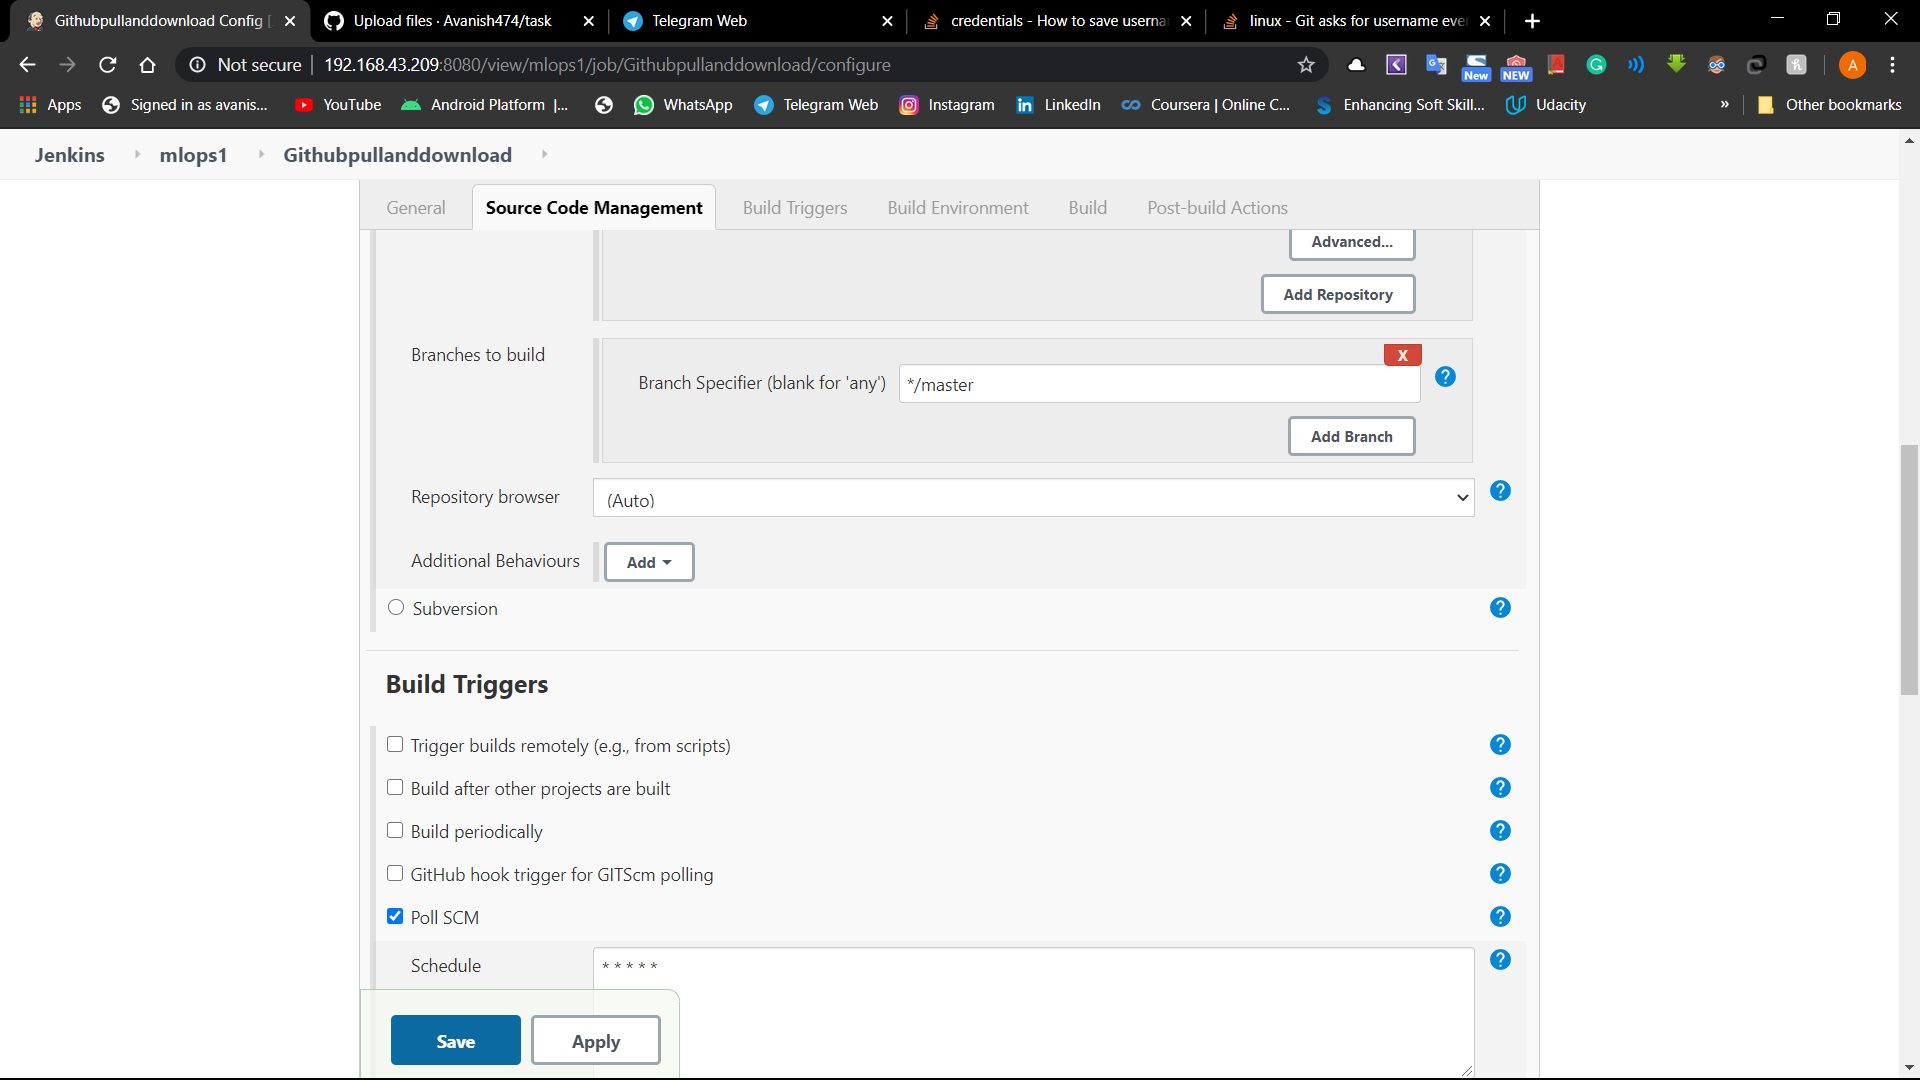 Githubpullanddownload Config [
Upload files · Avanish474/task
Telegram Web
credentials - How to save userna
linux - Git asks for username eve
Not secure
192.168.43.209:8080/view/mlops1/job/Githubpullanddownload/configure
New
NEW
A
Apps
Signed in as avanis...
YouTube
Android Platform |...
WhatsApp
Telegram Web
Instagram
LinkedIn
Coursera | Online C...
Enhancing Soft Skill...
Udacity
»
Other bookmarks
Jenkins
mlops1
Githubpullanddownload
General
Source Code Management
Build Triggers
Build Environment
Build
Post-build Actions
Advanced...
Add Repository
Branches to build
X
Branch Specifier (blank for 'any')
*/master
?
Add Branch
Repository browser
(Auto)
?
Additional Behaviours
Add
Subversion
?
Build Triggers
Trigger builds remotely (e.g., from scripts)
?
Build after other projects are built
?
Build periodically
?
GitHub hook trigger for GITScm polling
?
Poll SCM
?
Schedule
* * * * *
?
Save
Apply